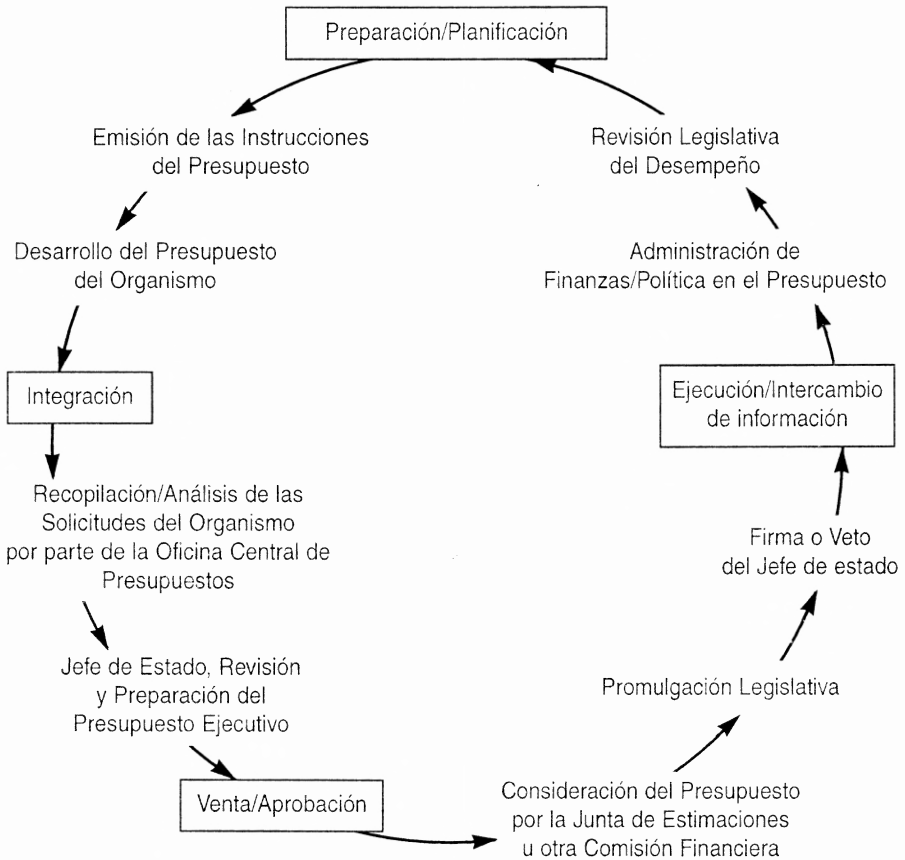 Preparación/Planificación
Emisión de las Instrucciones
del Presupuesto
Desarrollo del Presupuesto
del Organismo
Integración
Recopilación/Análisis de las
Solicitudes del Organismo
por parte de la Oficina Central de
Presupuestos
Jefe de Estado, Revisión
y Preparación del
Presupuesto Ejecutivo
Venta/Aprobación
Consideración del Presupuesto
por la Junta de Estimaciones
u otra Comisión Financiera
Promulgación Legislativa
Firma o Veto
del Jefe de estado
Ejecución/Intercambio
de información
Administración de
Finanzas/Política en el Presupuesto
Revisión Legislativa
del Desempeño